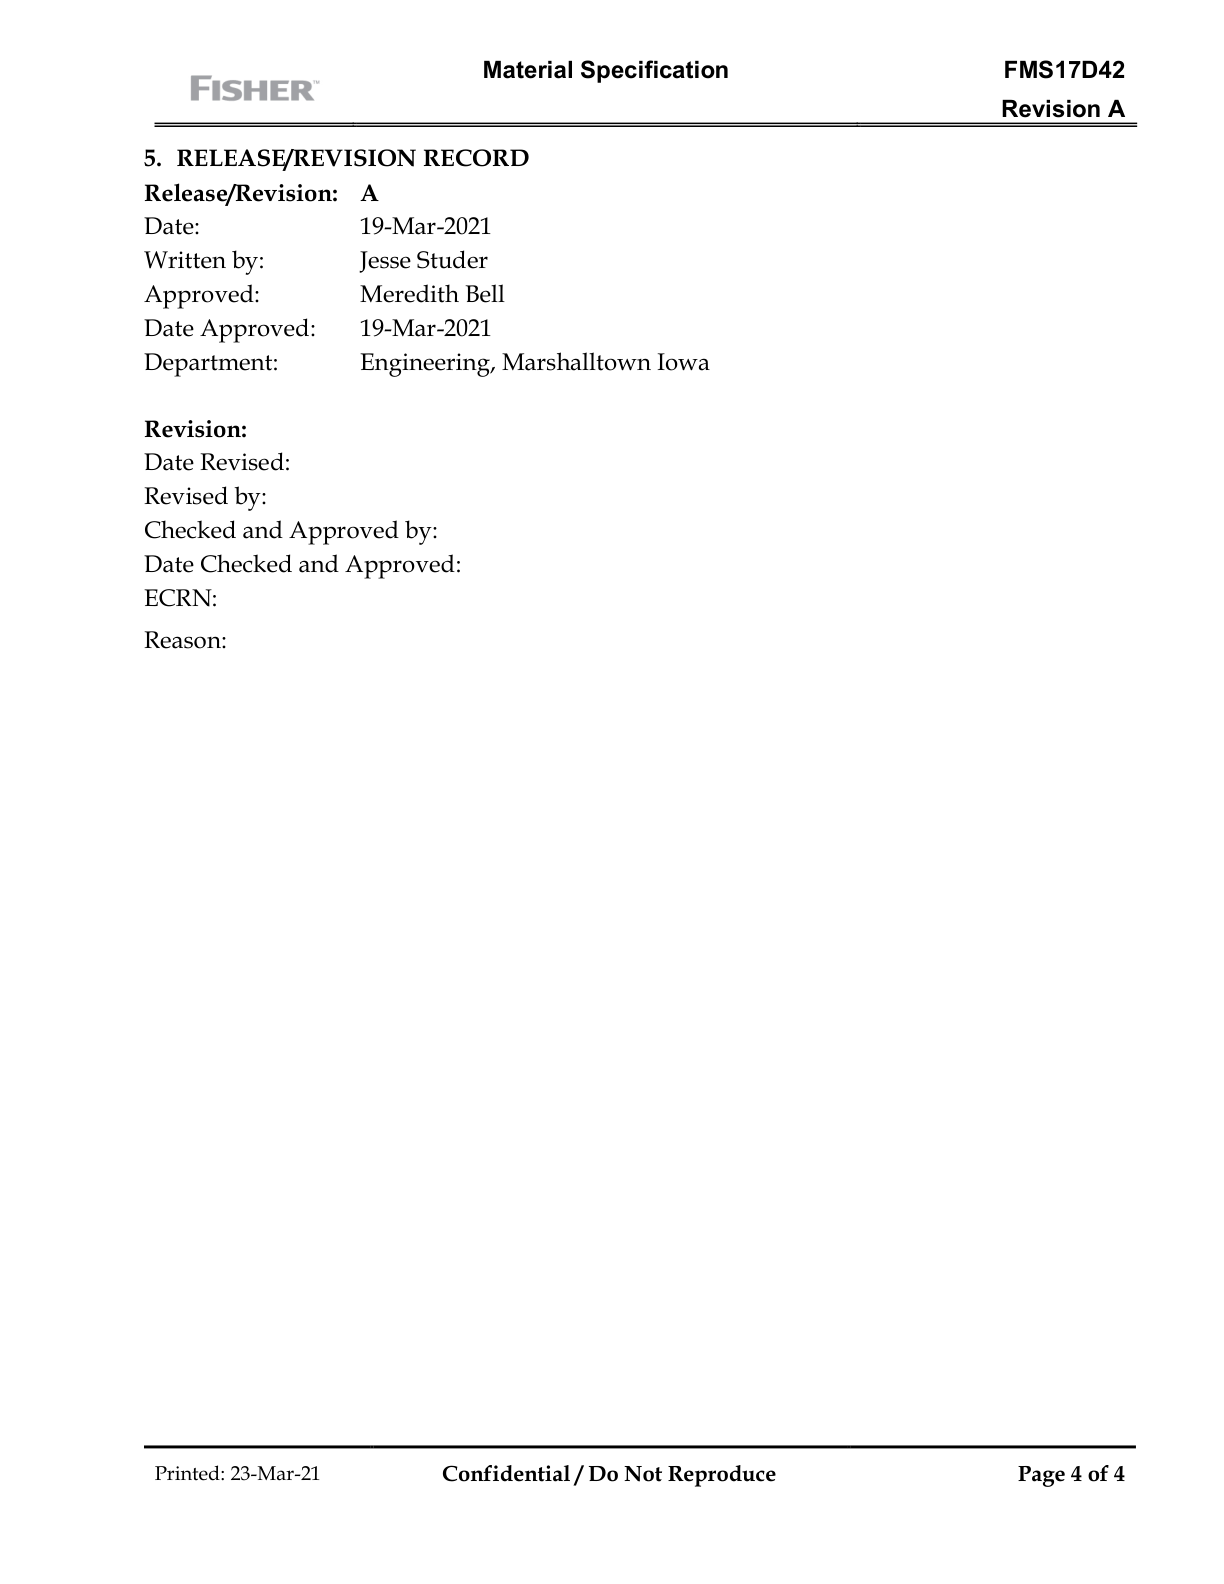 FISHER™
Material Specification
FMS17D42
Revision A
5. RELEASE/REVISION RECORD
Release/Revision: A
Date: 19-Mar-2021
Written by: Jesse Studer
Approved: Meredith Bell
Date Approved: 19-Mar-2021
Department: Engineering, Marshalltown Iowa
Revision:
Date Revised:
Revised by:
Checked and Approved by:
Date Checked and Approved:
ECRN:
Reason:
Printed: 23-Mar-21 Confidential / Do Not Reproduce Page 4 of 4